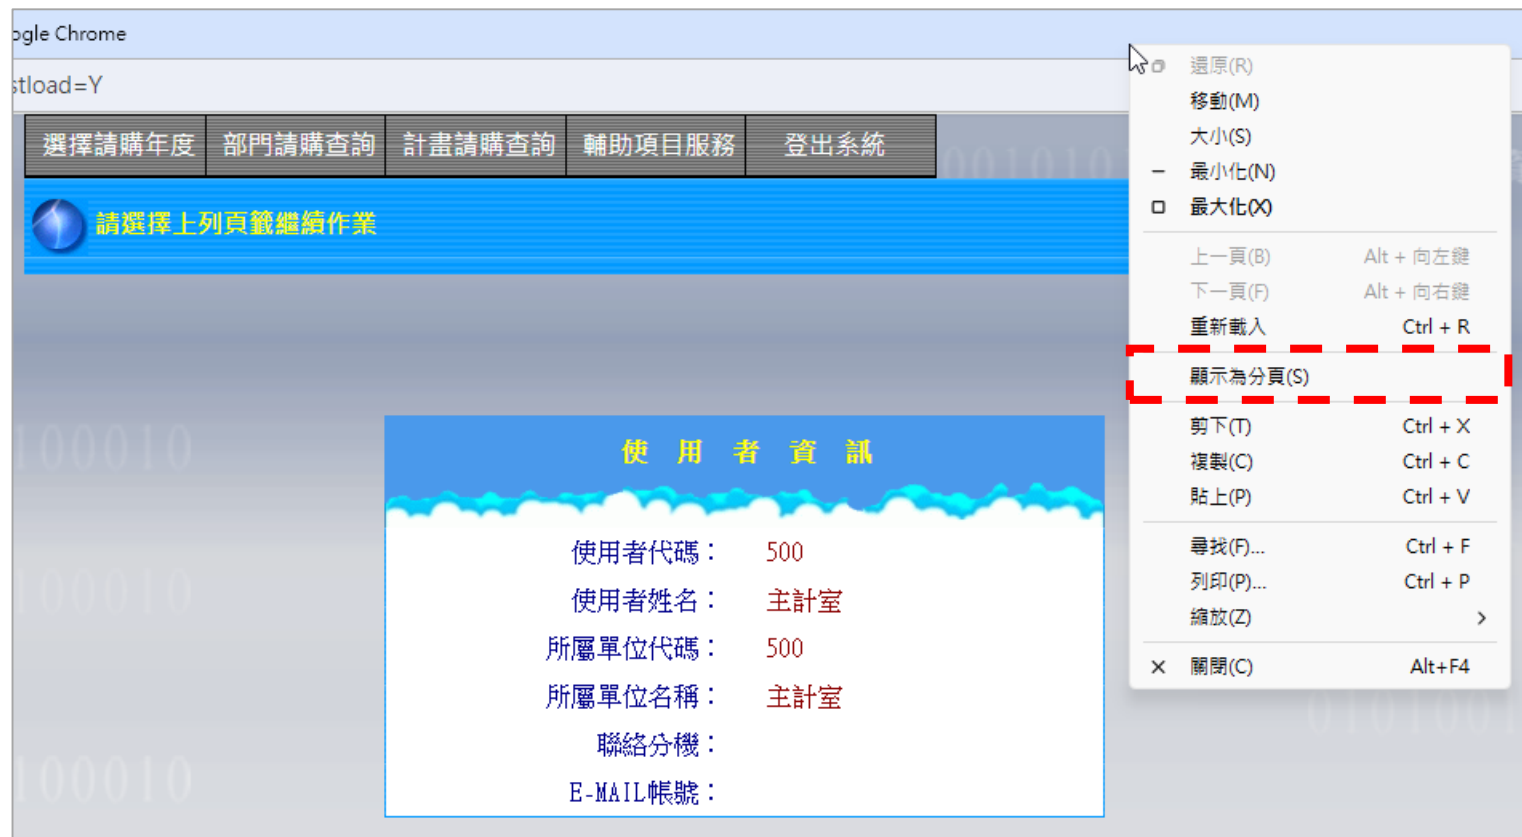 ogle Chrome
stload=Y
選擇請購年度 部門請購查詢 計畫請購查詢 輔助項目服務 登出系統
請選擇上列頁籤繼續作業
使用者資訊
使用者代碼： 500
使用者姓名： 主計室
所屬單位代碼： 500
所屬單位名稱： 主計室
聯絡分機：
E-MAIL帳號：
還原(R)
移動(M)
大小(S)
最小化(N)
最大化(X)
上一頁(B) Alt + 向左鍵
下一頁(F) Alt + 向右鍵
重新載入 Ctrl + R
顯示為分頁(S)
剪下(T) Ctrl + X
複製(C) Ctrl + C
貼上(P) Ctrl + V
尋找(F)... Ctrl + F
列印(P)... Ctrl + P
縮放(Z)
關閉(C) Alt+F4
100010
100010
100010